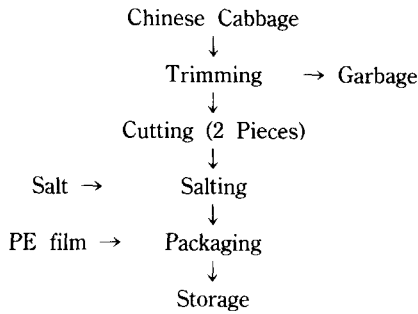 Chinese Cabbage
↓
Trimming → Garbage
↓
Cutting (2 Pieces)
↓
Salt → Salting
↓
PE film → Packaging
↓
Storage